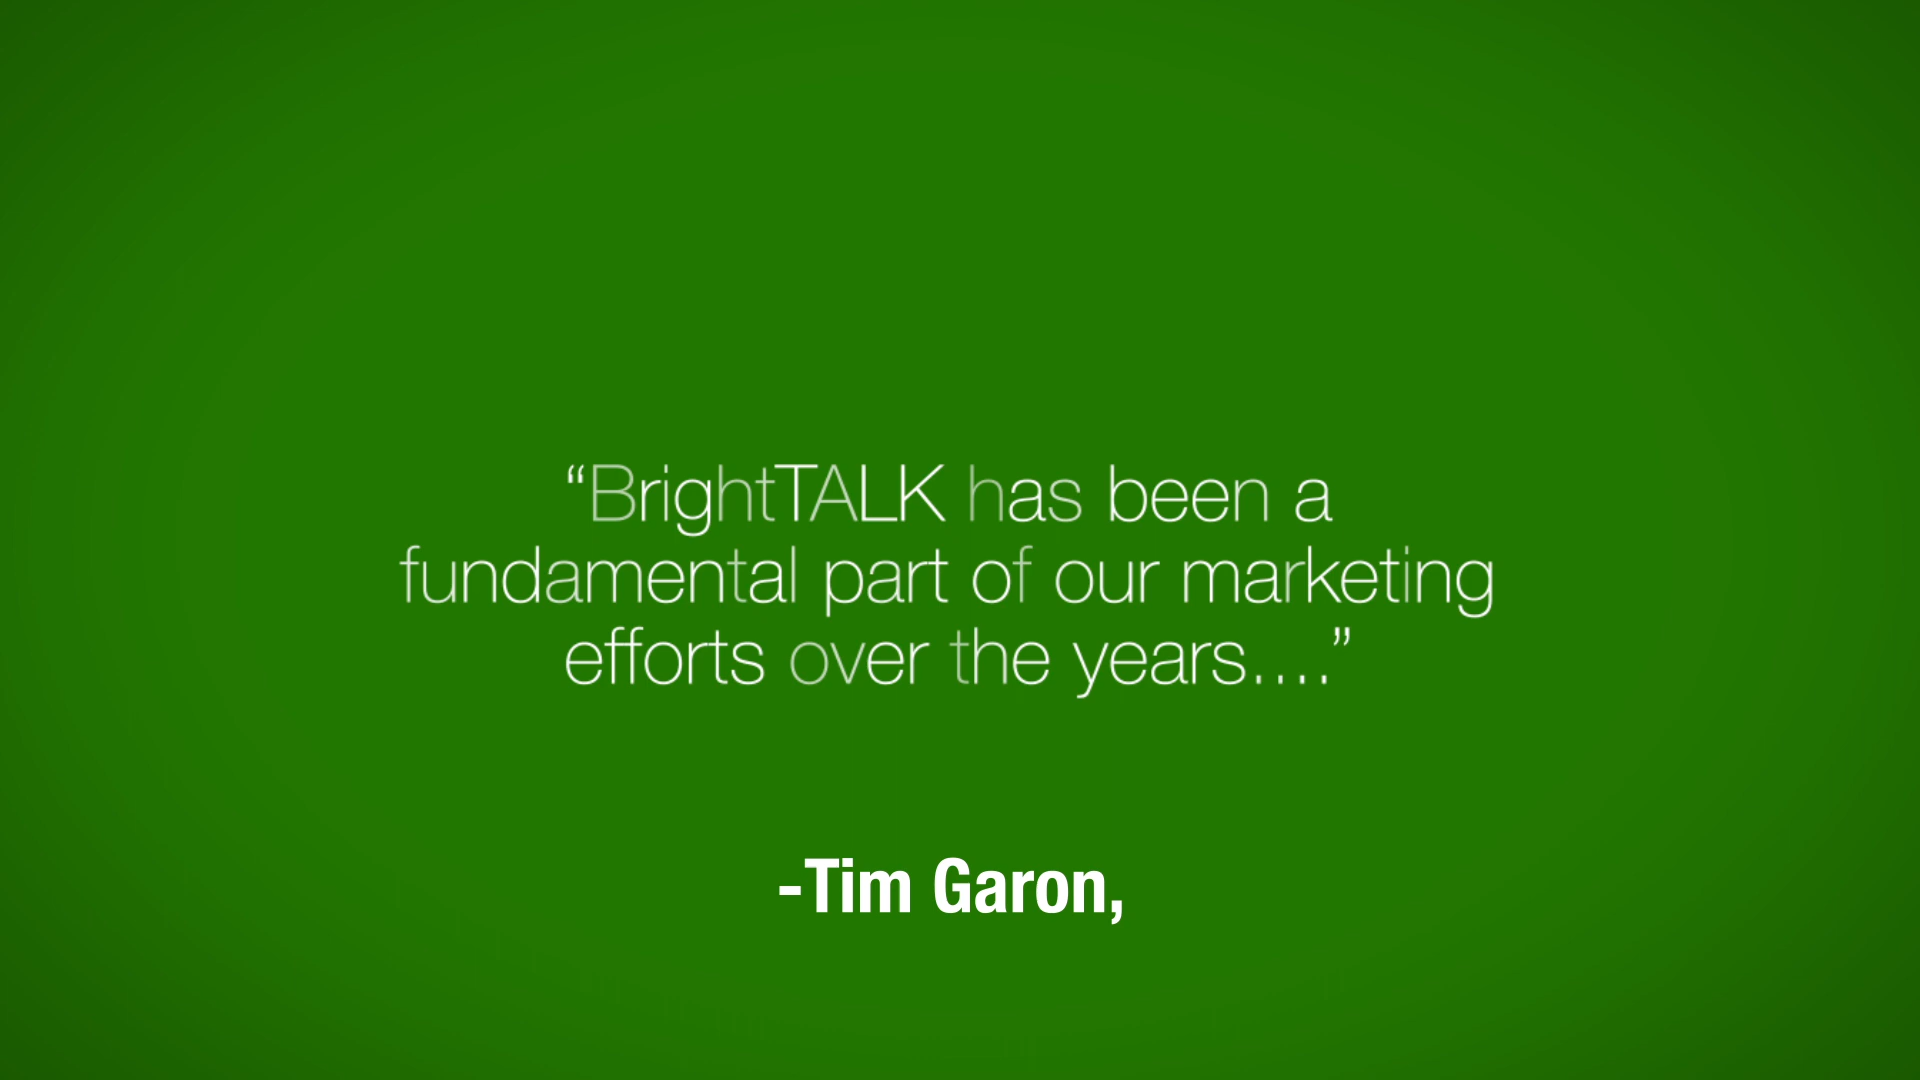 “BrightTALK has been a
fundamental part of our marketing
efforts over the years....”
-Tim Garon,